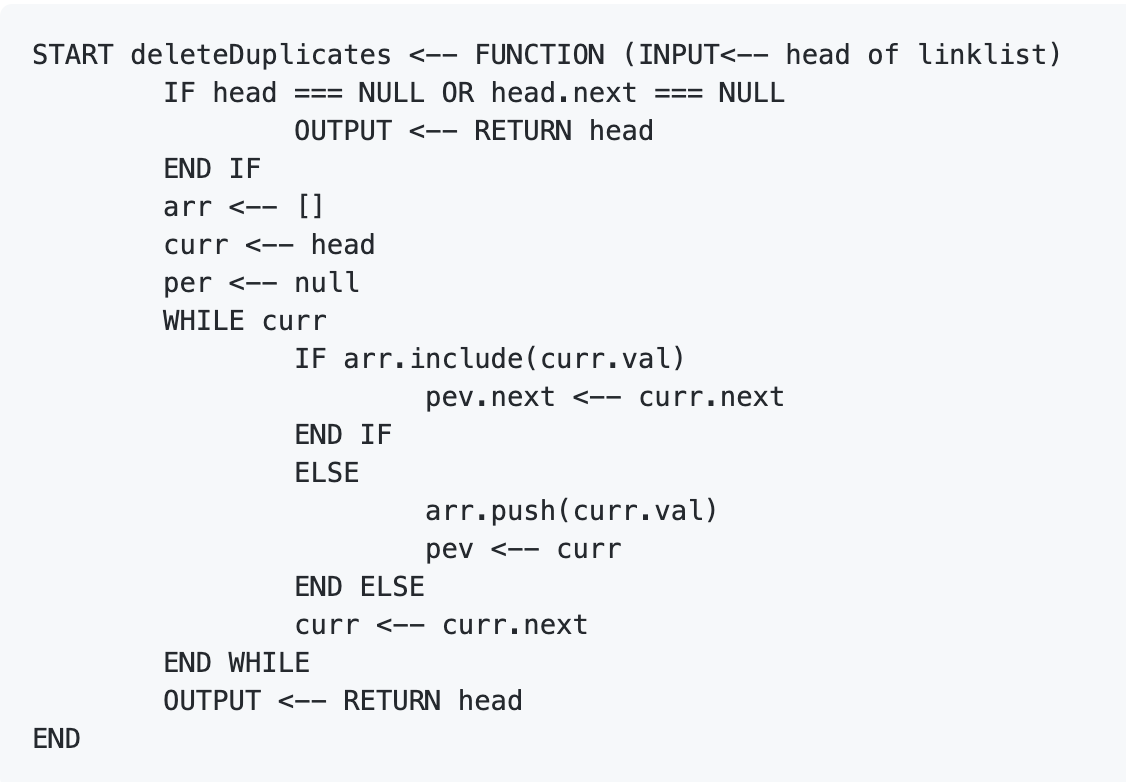 START deleteDuplicates <-- FUNCTION (INPUT<-- head of linklist)
IF head === NULL OR head.next === NULL
OUTPUT <-- RETURN head
END IF
arr <-- []
curr <-- head
per <-- null
WHILE curr
IF arr.include(curr.val)
pev.next <-- curr.next
END IF
ELSE
arr.push(curr.val)
pev <-- curr
END ELSE
curr <-- curr.next
END WHILE
OUTPUT <-- RETURN head
END